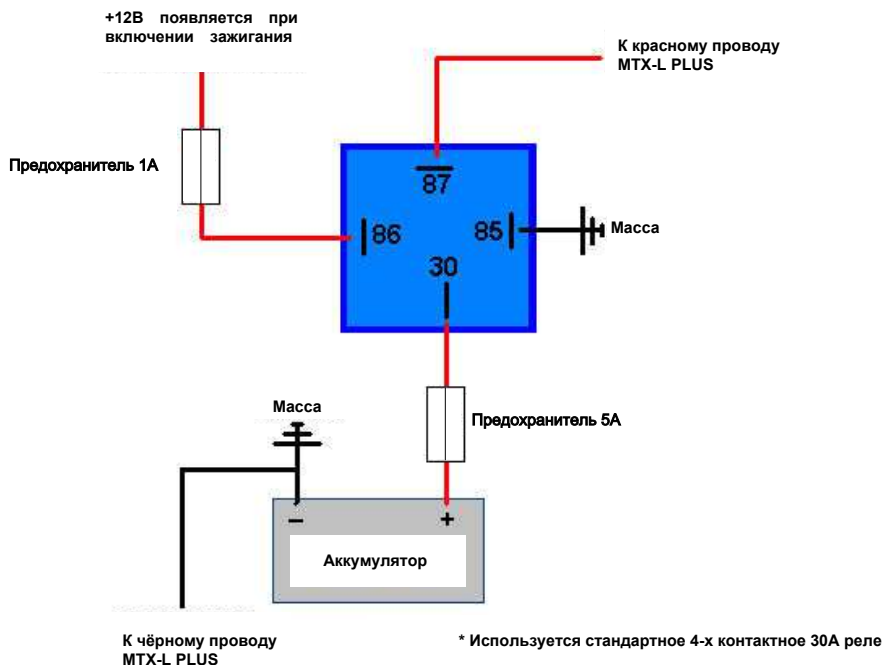 +12В появляется при
включении зажигания
К красному проводу
MTX-L PLUS
Предохранитель 1А
87
86
85
Масса
30
Масса
Предохранитель 5А
–
+
Аккумулятор
К чёрному проводу
MTX-L PLUS
* Используется стандартное 4-х контактное 30А реле